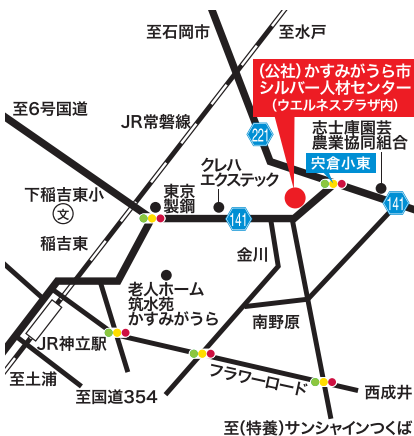 至石岡市
至水戸
(公社)かすみがうら市
シルバー人材センター
(ウエルネスプラザ内)
至6号国道
JR常磐線
221
志士庫園芸
農業協同組合
宍倉小東
クレハ
エクステック
下稲吉東小
文
東京
製鋼
141
141
稲吉東
金川
老人ホーム
筑水苑
かすみがうら
南野原
JR神立駅
至土浦
フラワーロード
至国道354
西成井
至(特養)サンシャインつくば